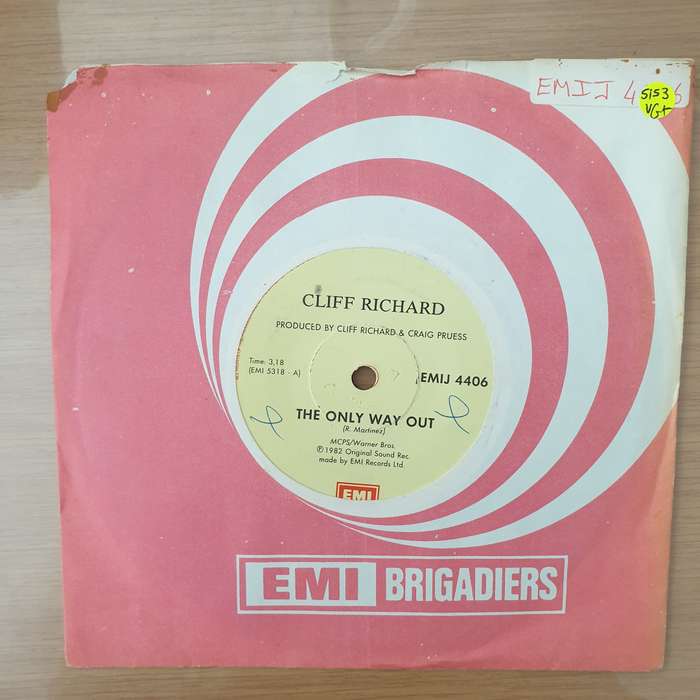 EMIJ 4
5153
VG+
CLIFF RICHARD
PRODUCED BY CLIFF RICHARD & CRAIG PRUESS
Time: 3,18
(EMI 5318 - A)
EMIJ 4406
THE ONLY WAY OUT
(R. Martinez)
MCPS/Warner Bros.
℗ 1982 Original Sound Rec.
made by EMI Records Ltd.
EMI
EMI BRIGADIERS